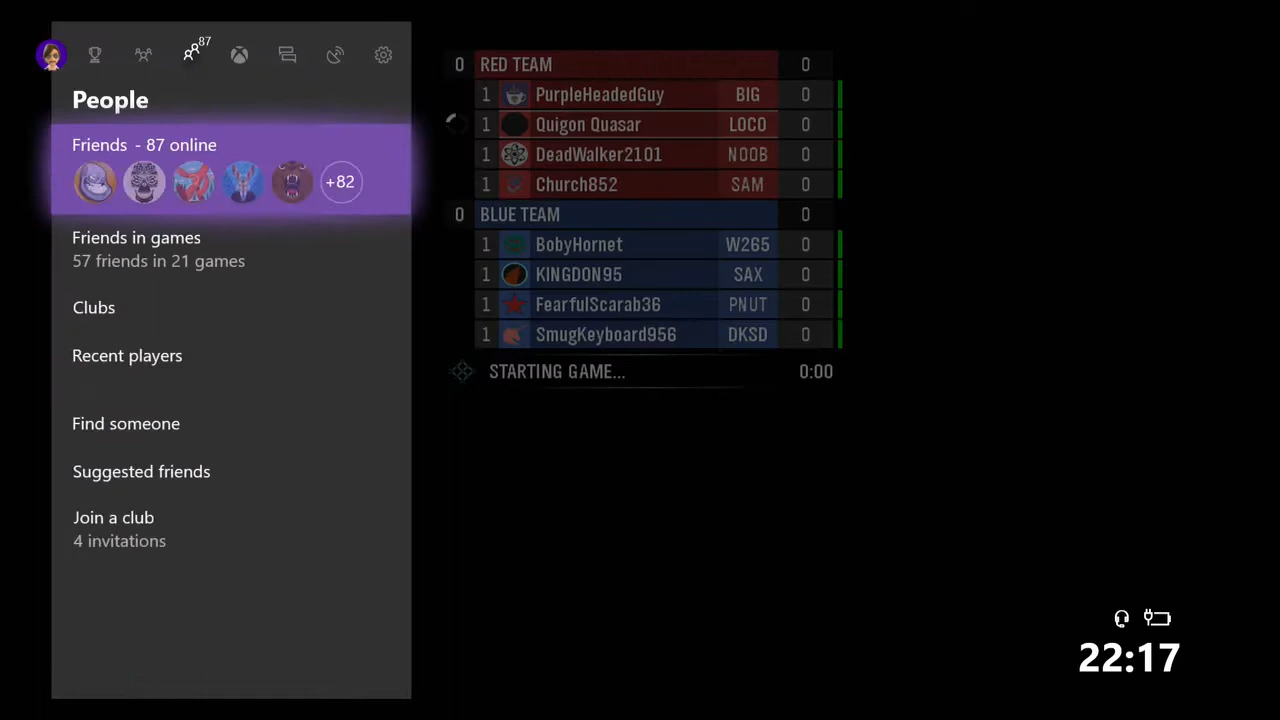 87
People
Friends - 87 online
+82
Friends in games
57 friends in 21 games
Clubs
Recent players
Find someone
Suggested friends
Join a club
4 invitations
0 RED TEAM 0
1 PurpleHeadedGuy BIG 0
1 Quigon Quasar LOCO 0
1 DeadWalker2101 NOOB 0
1 Church852 SAM 0
0 BLUE TEAM 0
1 BobyHornet W265 0
1 KINGDON95 SAX 0
1 FearfulScarab36 PNUT 0
1 SmugKeyboard956 DKSD 0
STARTING GAME... 0:00
22:17